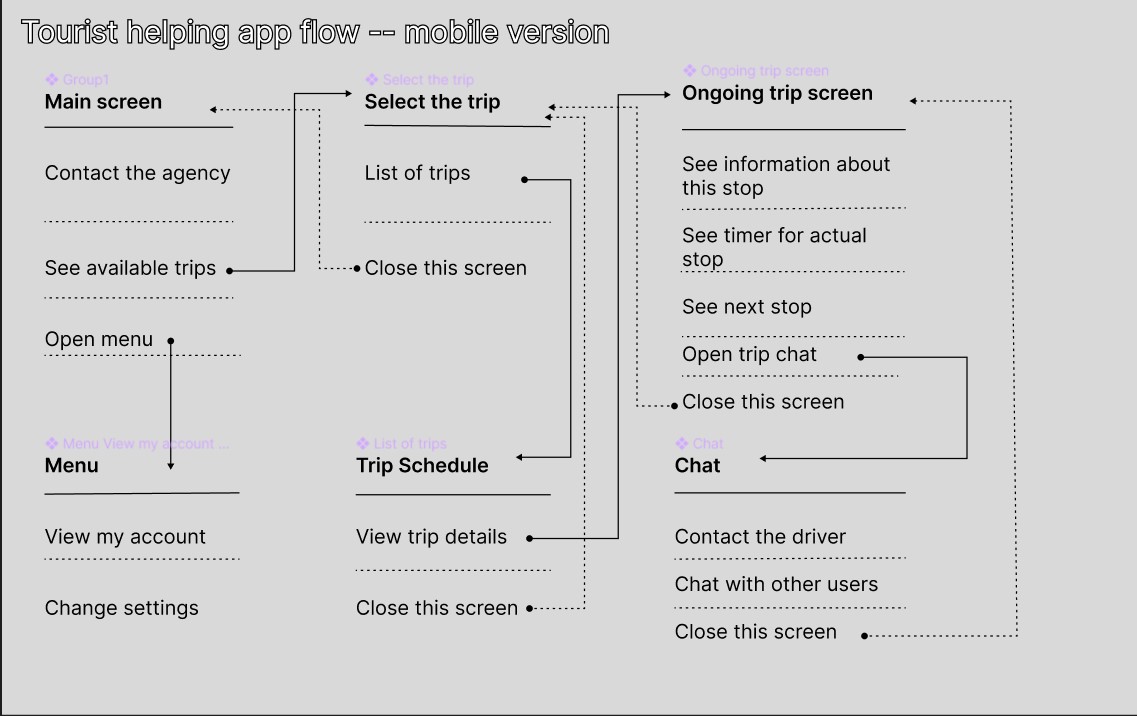 Tourist helping app flow -- mobile version
Group1
Main screen
Contact the agency
See available trips
Open menu
Select the trip
Select the trip
List of trips
Close this screen
Ongoing trip screen
Ongoing trip screen
See information about
this stop
See timer for actual
stop
See next stop
Open trip chat
Close this screen
Menu View my account ...
Menu
View my account
Change settings
List of trips
Trip Schedule
View trip details
Close this screen
Chat
Chat
Contact the driver
Chat with other users
Close this screen